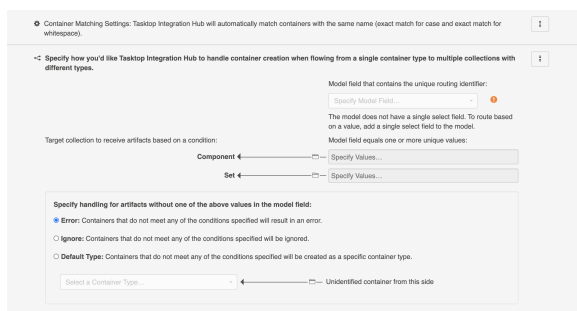 Container Matching Settings: Tasktop Integration Hub will automatically match containers with the same name (exact match for case and exact match for
whitespace).
Specify how you'd like Tasktop Integration Hub to handle container creation when flowing from a single container type to multiple collections with
different types.
Model field that contains the unique routing identifier:
Specify Model Field...
The model does not have a single select field. To route based
on a value, add a single select field to the model.
Target collection to receive artifacts based on a condition:
Model field equals one or more unique values:
Component
Specify Values...
Set
Specify Values...
Specify handling for artifacts without one of the above values in the model field:
Error: Containers that do not meet any of the conditions specified will result in an error.
Ignore: Containers that do not meet any of the conditions specified will be ignored.
Default Type: Containers that do not meet any of the conditions specified will be created as a specific container type.
Select a Container Type...
Unidentified container from this side